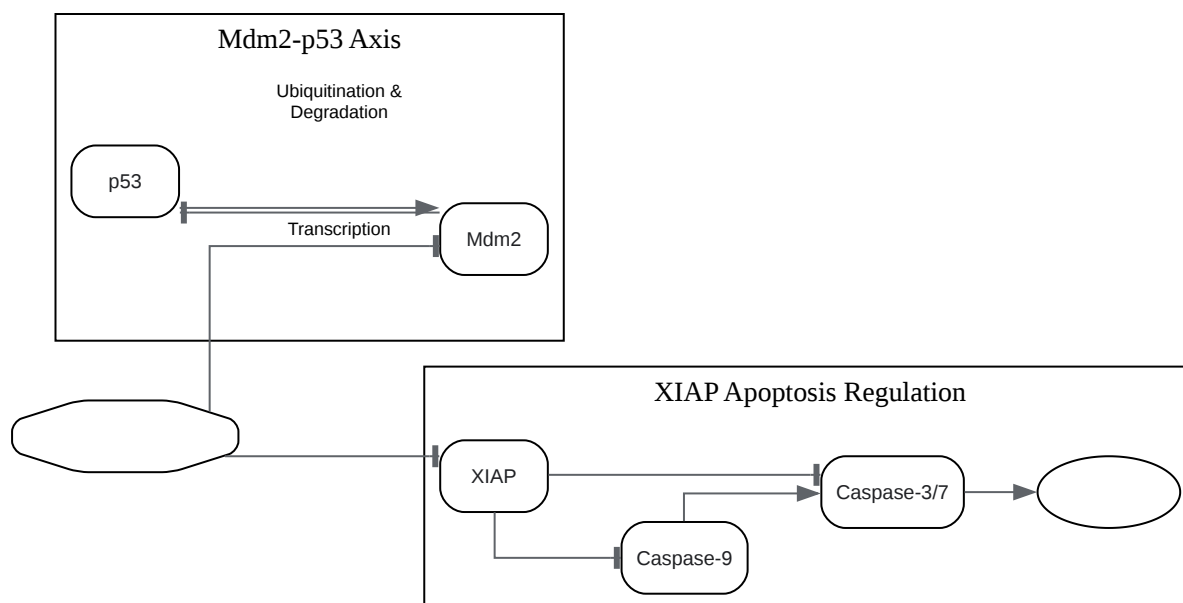 Mdm2-p53 Axis
Ubiquitination &
Degradation
p53
Transcription
Mdm2
XIAP Apoptosis Regulation
XIAP
Caspase-3/7
Caspase-9